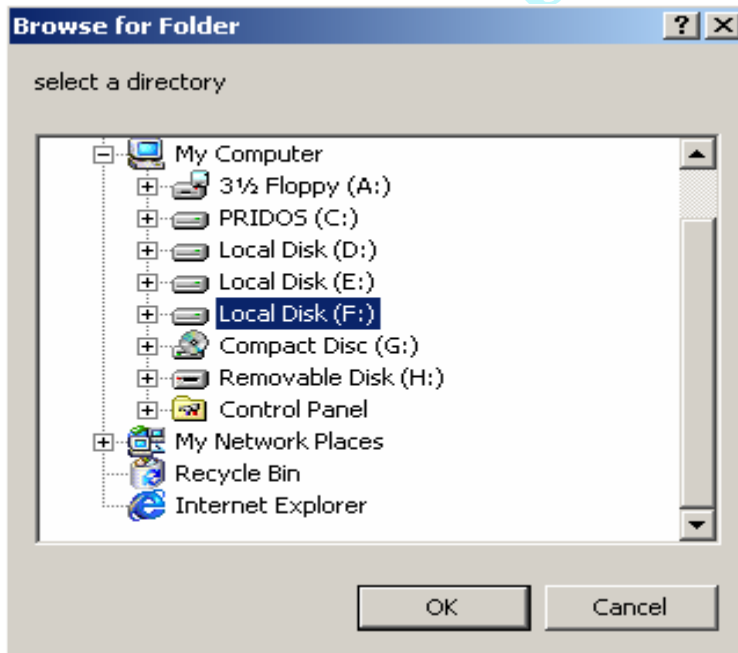 Browse for Folder
select a directory
My Computer
3½ Floppy (A:)
PRIDOS (C:)
Local Disk (D:)
Local Disk (E:)
Local Disk (F:)
Compact Disc (G:)
Removable Disk (H:)
Control Panel
My Network Places
Recycle Bin
Internet Explorer
OK Cancel